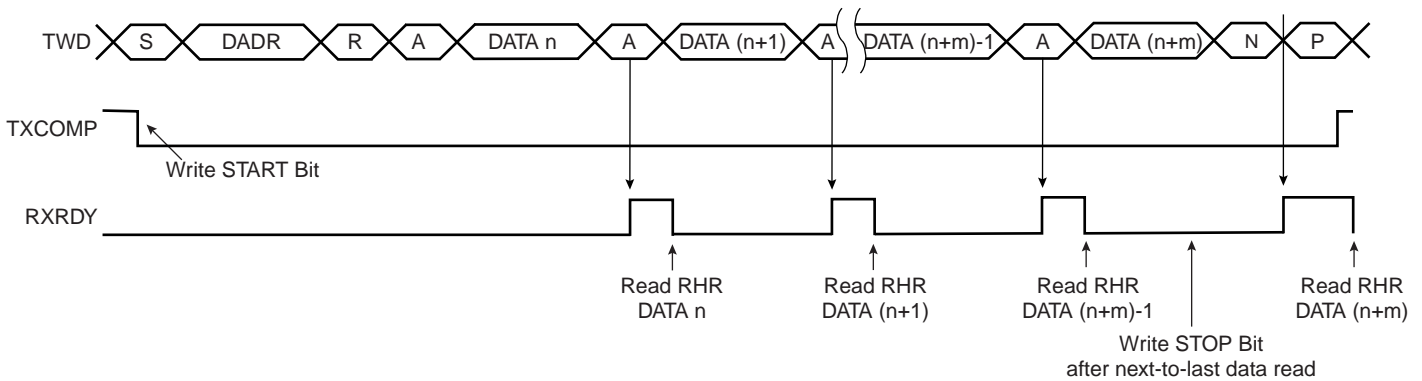 TWD S DADR R A DATA n A DATA (n+1) A DATA (n+m)-1 A DATA (n+m) N P
TXCOMP
Write START Bit
RXRDY
Read RHR Read RHR Read RHR Read RHR
DATA n DATA (n+1) DATA (n+m)-1 DATA (n+m)
Write STOP Bit
after next-to-last data read